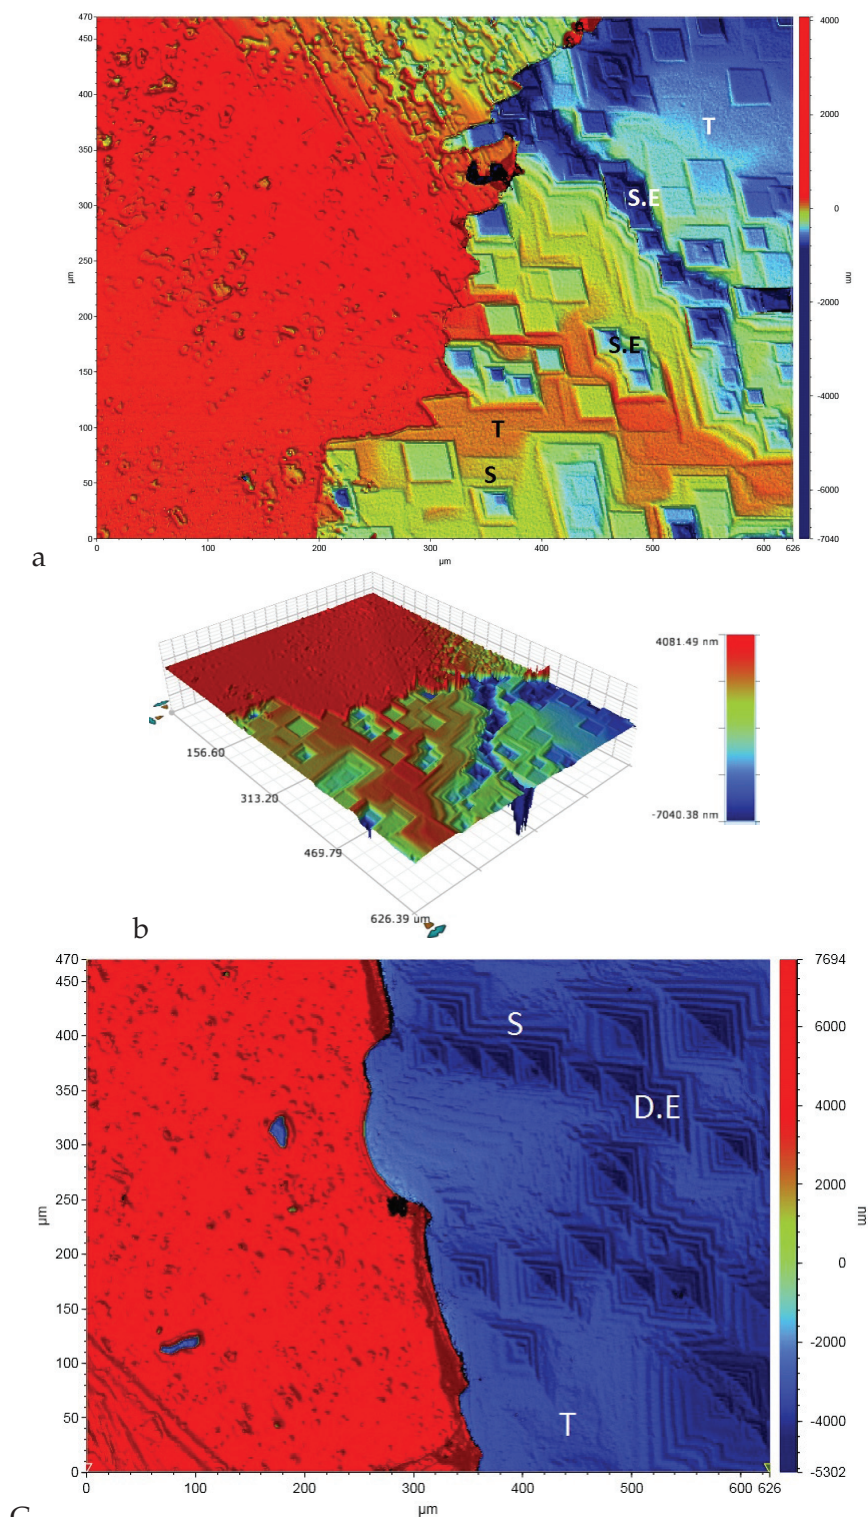 470
450
400
350
300
250
200
150
100
50
0
µm
0 100 200 300 400 500 600 626
µm
T
S.E
S.E
T
S
4000
2000
0
-2000
-4000
-6000
-7040
nm
a
156.60
313.20
469.79
626.39 um
4081.49 nm
-7040.38 nm
b
470
450
400
350
300
250
200
150
100
50
0
µm
0 100 200 300 400 500 600 626
µm
S
D.E
T
7694
6000
4000
2000
0
-2000
-4000
-5302
nm
C